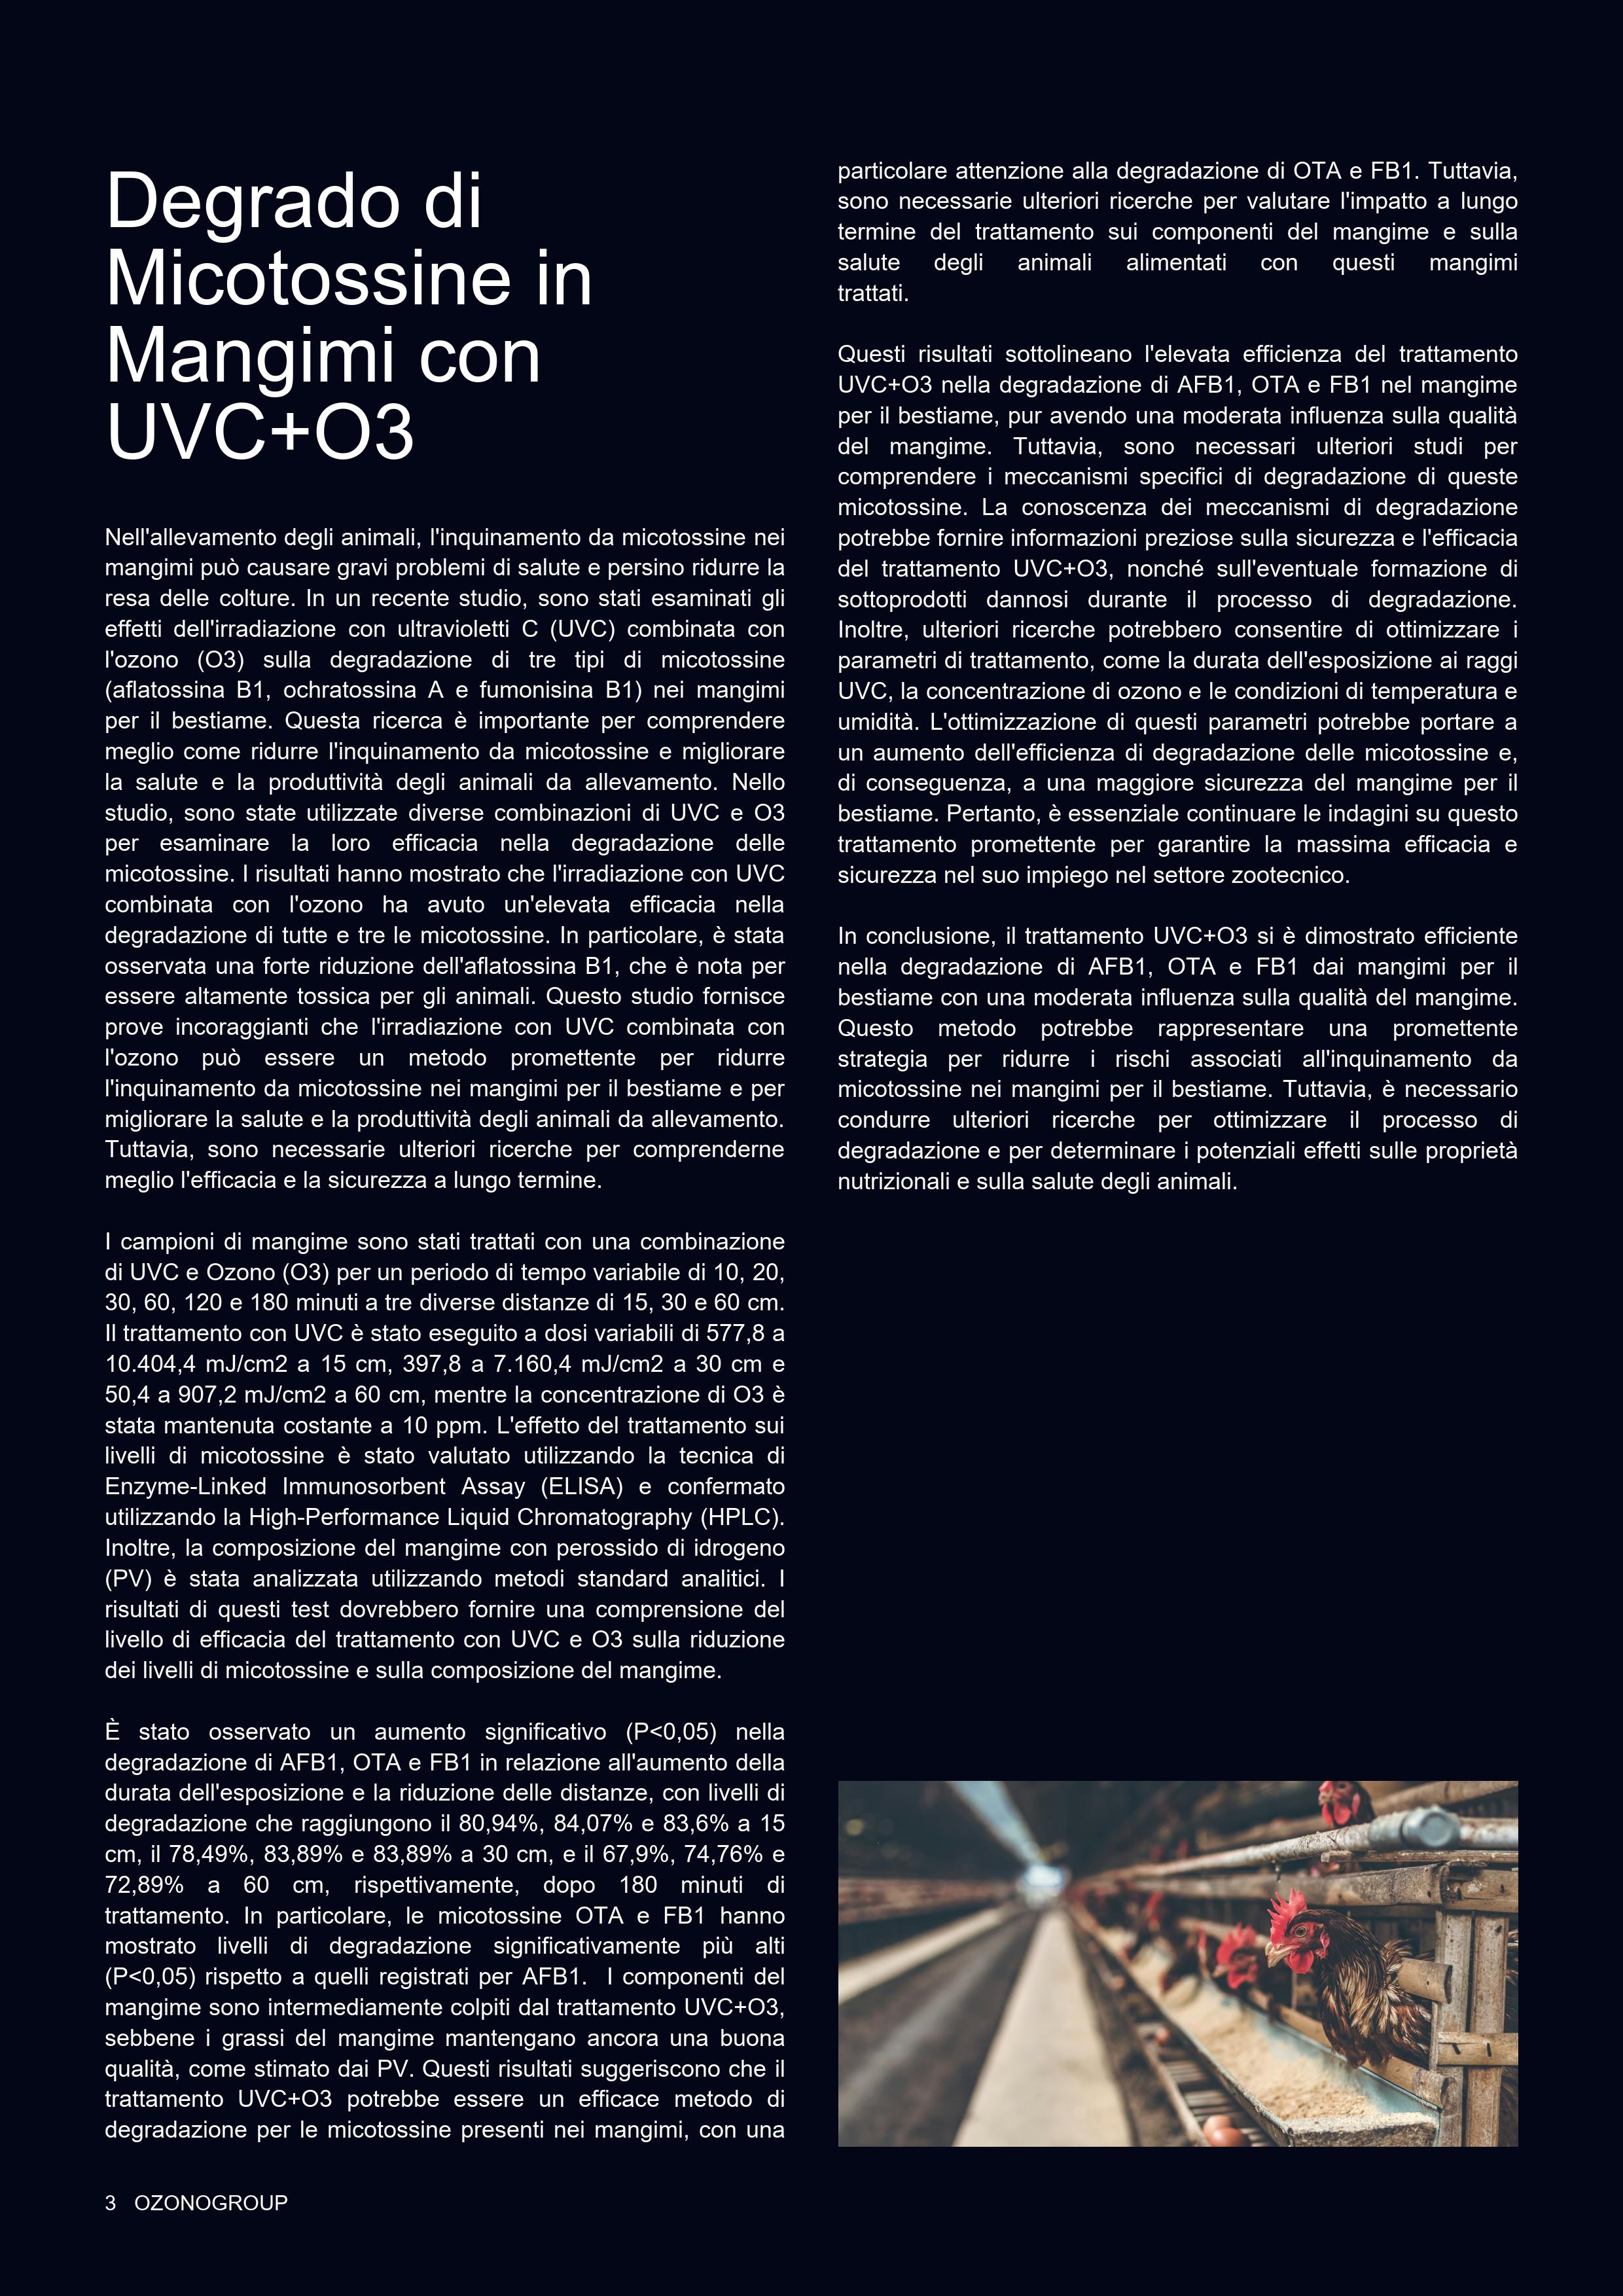 Degrado di
Micotossine in
Mangimi con
UVC+O3
Nell'allevamento degli animali, l'inquinamento da micotossine nei
mangimi può causare gravi problemi di salute e persino ridurre la
resa delle colture. In un recente studio, sono stati esaminati gli
effetti dell'irradiazione con ultravioletti C (UVC) combinata con
l'ozono (O3) sulla degradazione di tre tipi di micotossine
(aflatossina B1, ochratossina A e fumonisina B1) nei mangimi
per il bestiame. Questa ricerca è importante per comprendere
meglio come ridurre l'inquinamento da micotossine e migliorare
la salute e la produttività degli animali da allevamento. Nello
studio, sono state utilizzate diverse combinazioni di UVC e O3
per esaminare la loro efficacia nella degradazione delle
micotossine. I risultati hanno mostrato che l'irradiazione con UVC
combinata con l'ozono ha avuto un'elevata efficacia nella
degradazione di tutte e tre le micotossine. In particolare, è stata
osservata una forte riduzione dell'aflatossina B1, che è nota per
essere altamente tossica per gli animali. Questo studio fornisce
prove incoraggianti che l'irradiazione con UVC combinata con
l'ozono può essere un metodo promettente per ridurre
l'inquinamento da micotossine nei mangimi per il bestiame e per
migliorare la salute e la produttività degli animali da allevamento.
Tuttavia, sono necessarie ulteriori ricerche per comprenderne
meglio l'efficacia e la sicurezza a lungo termine.
I campioni di mangime sono stati trattati con una combinazione
di UVC e Ozono (O3) per un periodo di tempo variabile di 10, 20,
30, 60, 120 e 180 minuti a tre diverse distanze di 15, 30 e 60 cm.
Il trattamento con UVC è stato eseguito a dosi variabili di 577,8 a
10.404,4 mJ/cm2 a 15 cm, 397,8 a 7.160,4 mJ/cm2 a 30 cm e
50,4 a 907,2 mJ/cm2 a 60 cm, mentre la concentrazione di O3 è
stata mantenuta costante a 10 ppm. L'effetto del trattamento sui
livelli di micotossine è stato valutato utilizzando la tecnica di
Enzyme-Linked Immunosorbent Assay (ELISA) e confermato
utilizzando la High-Performance Liquid Chromatography (HPLC).
Inoltre, la composizione del mangime con perossido di idrogeno
(PV) è stata analizzata utilizzando metodi standard analitici. I
risultati di questi test dovrebbero fornire una comprensione del
livello di efficacia del trattamento con UVC e O3 sulla riduzione
dei livelli di micotossine e sulla composizione del mangime.
È stato osservato un aumento significativo (P<0,05) nella
degradazione di AFB1, OTA e FB1 in relazione all'aumento della
durata dell'esposizione e la riduzione delle distanze, con livelli di
degradazione che raggiungono il 80,94%, 84,07% e 83,6% a 15
cm, il 78,49%, 83,89% e 83,89% a 30 cm, e il 67,9%, 74,76% e
72,89% a 60 cm, rispettivamente, dopo 180 minuti di
trattamento. In particolare, le micotossine OTA e FB1 hanno
mostrato livelli di degradazione significativamente più alti
(P<0,05) rispetto a quelli registrati per AFB1. I componenti del
mangime sono intermediamente colpiti dal trattamento UVC+O3,
sebbene i grassi del mangime mantengano ancora una buona
qualità, come stimato dai PV. Questi risultati suggeriscono che il
trattamento UVC+O3 potrebbe essere un efficace metodo di
degradazione per le micotossine presenti nei mangimi, con una
particolare attenzione alla degradazione di OTA e FB1. Tuttavia,
sono necessarie ulteriori ricerche per valutare l'impatto a lungo
termine del trattamento sui componenti del mangime e sulla
salute degli animali alimentati con questi mangimi
trattati.
Questi risultati sottolineano l'elevata efficienza del trattamento
UVC+O3 nella degradazione di AFB1, OTA e FB1 nel mangime
per il bestiame, pur avendo una moderata influenza sulla qualità
del mangime. Tuttavia, sono necessari ulteriori studi per
comprendere i meccanismi specifici di degradazione di queste
micotossine. La conoscenza dei meccanismi di degradazione
potrebbe fornire informazioni preziose sulla sicurezza e l'efficacia
del trattamento UVC+O3, nonché sull'eventuale formazione di
sottoprodotti dannosi durante il processo di degradazione.
Inoltre, ulteriori ricerche potrebbero consentire di ottimizzare i
parametri di trattamento, come la durata dell'esposizione ai raggi
UVC, la concentrazione di ozono e le condizioni di temperatura e
umidità. L'ottimizzazione di questi parametri potrebbe portare a
un aumento dell'efficienza di degradazione delle micotossine e,
di conseguenza, a una maggiore sicurezza del mangime per il
bestiame. Pertanto, è essenziale continuare le indagini su questo
trattamento promettente per garantire la massima efficacia e
sicurezza nel suo impiego nel settore zootecnico.
In conclusione, il trattamento UVC+O3 si è dimostrato efficiente
nella degradazione di AFB1, OTA e FB1 dai mangimi per il
bestiame con una moderata influenza sulla qualità del mangime.
Questo metodo potrebbe rappresentare una promettente
strategia per ridurre i rischi associati all'inquinamento da
micotossine nei mangimi per il bestiame. Tuttavia, è necessario
condurre ulteriori ricerche per ottimizzare il processo di
degradazione e per determinare i potenziali effetti sulle proprietà
nutrizionali e sulla salute degli animali.
3 OZONOGROUP